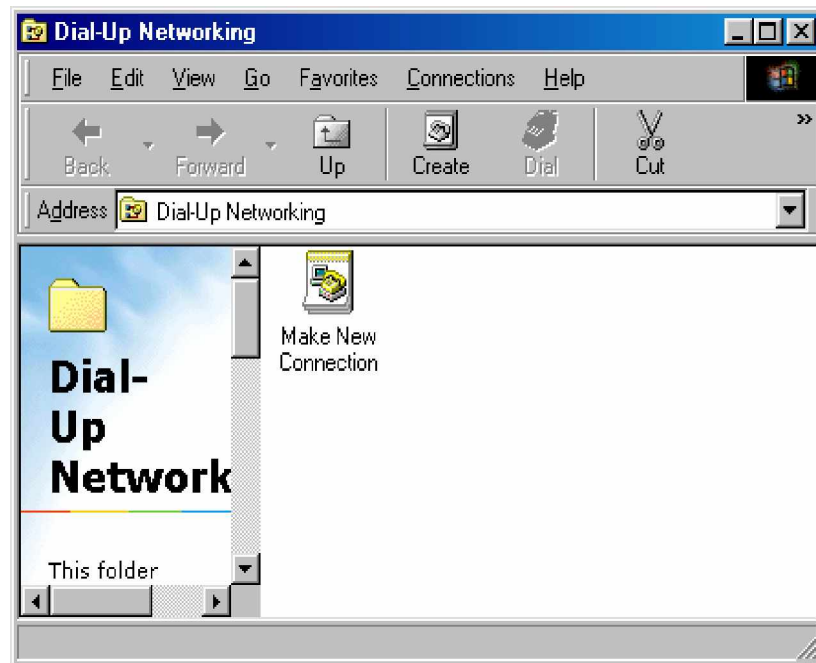 Dial-Up Networking
File Edit View Go Favorites Connections Help
Back Forward Up Create Dial Cut »
Address Dial-Up Networking
Dial-
Up
Network
This folder
Make New
Connection